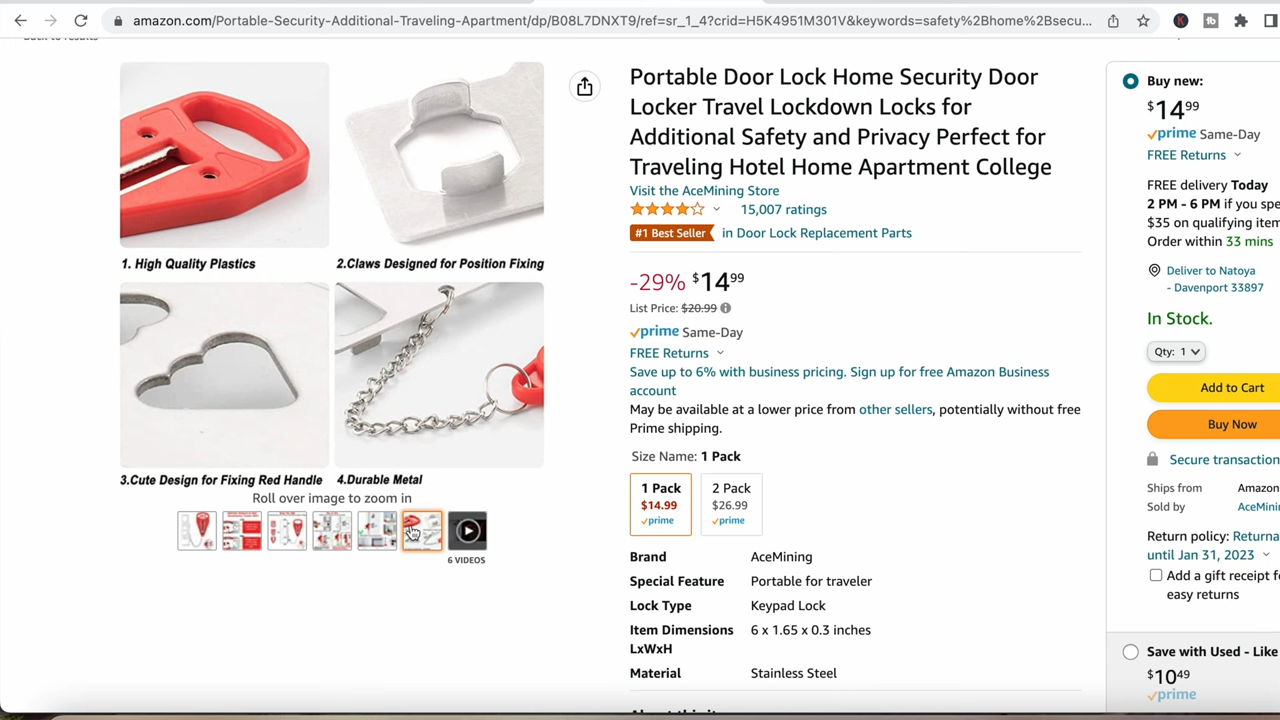 amazon.com/Portable-Security-Additional-Traveling-Apartment/dp/B08L7DNXT9/ref=sr_1_4?crid=H5K4951M301V&keywords=safety%2Bhome%2Bsecu...
Back to results
1. High Quality Plastics
2.Claws Designed for Position Fixing
3.Cute Design for Fixing Red Handle
4.Durable Metal
Roll over image to zoom in
6 VIDEOS
Portable Door Lock Home Security Door
Locker Travel Lockdown Locks for
Additional Safety and Privacy Perfect for
Traveling Hotel Home Apartment College
Visit the AceMining Store
15,007 ratings
#1 Best Seller in Door Lock Replacement Parts
-29% $14 99
List Price: $20.99
prime Same-Day
FREE Returns
Save up to 6% with business pricing. Sign up for free Amazon Business
account
May be available at a lower price from other sellers, potentially without free
Prime shipping.
Size Name: 1 Pack
1 Pack 2 Pack
$14.99 $26.99
prime prime
Brand AceMining
Special Feature Portable for traveler
Lock Type Keypad Lock
Item Dimensions 6 x 1.65 x 0.3 inches
LxWxH
Material Stainless Steel
Buy new:
$14 99
prime Same-Day
FREE Returns
FREE delivery Today
2 PM - 6 PM if you spe
$35 on qualifying item
Order within 33 mins
Deliver to Natoya
- Davenport 33897
In Stock.
Qty: 1
Add to Cart
Buy Now
Secure transaction
Ships from Amazon
Sold by AceMini
Return policy: Returna
until Jan 31, 2023
Add a gift receipt f
easy returns
Save with Used - Like
$10 49
prime